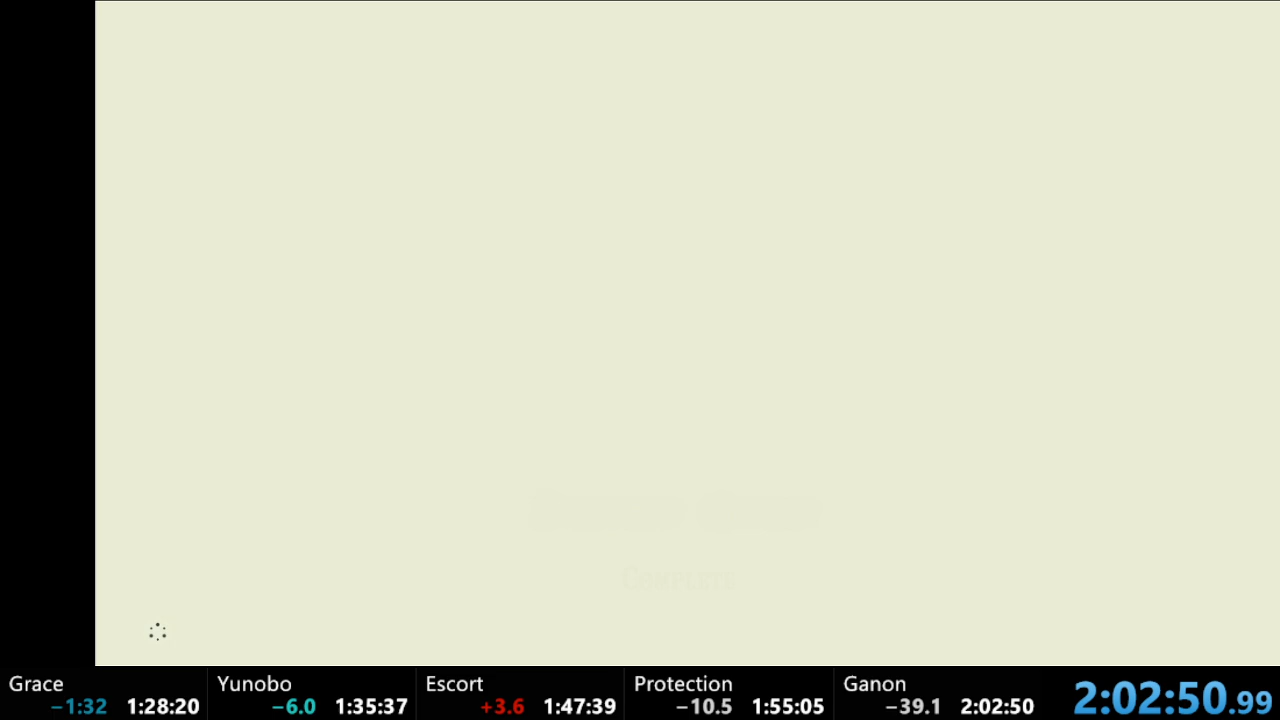 COMPLETE
Grace
−1:32 1:28:20
Yunobo
−6.0 1:35:37
Escort
+3.6 1:47:39
Protection
−10.5 1:55:05
Ganon
−39.1 2:02:50
2:02:50.99